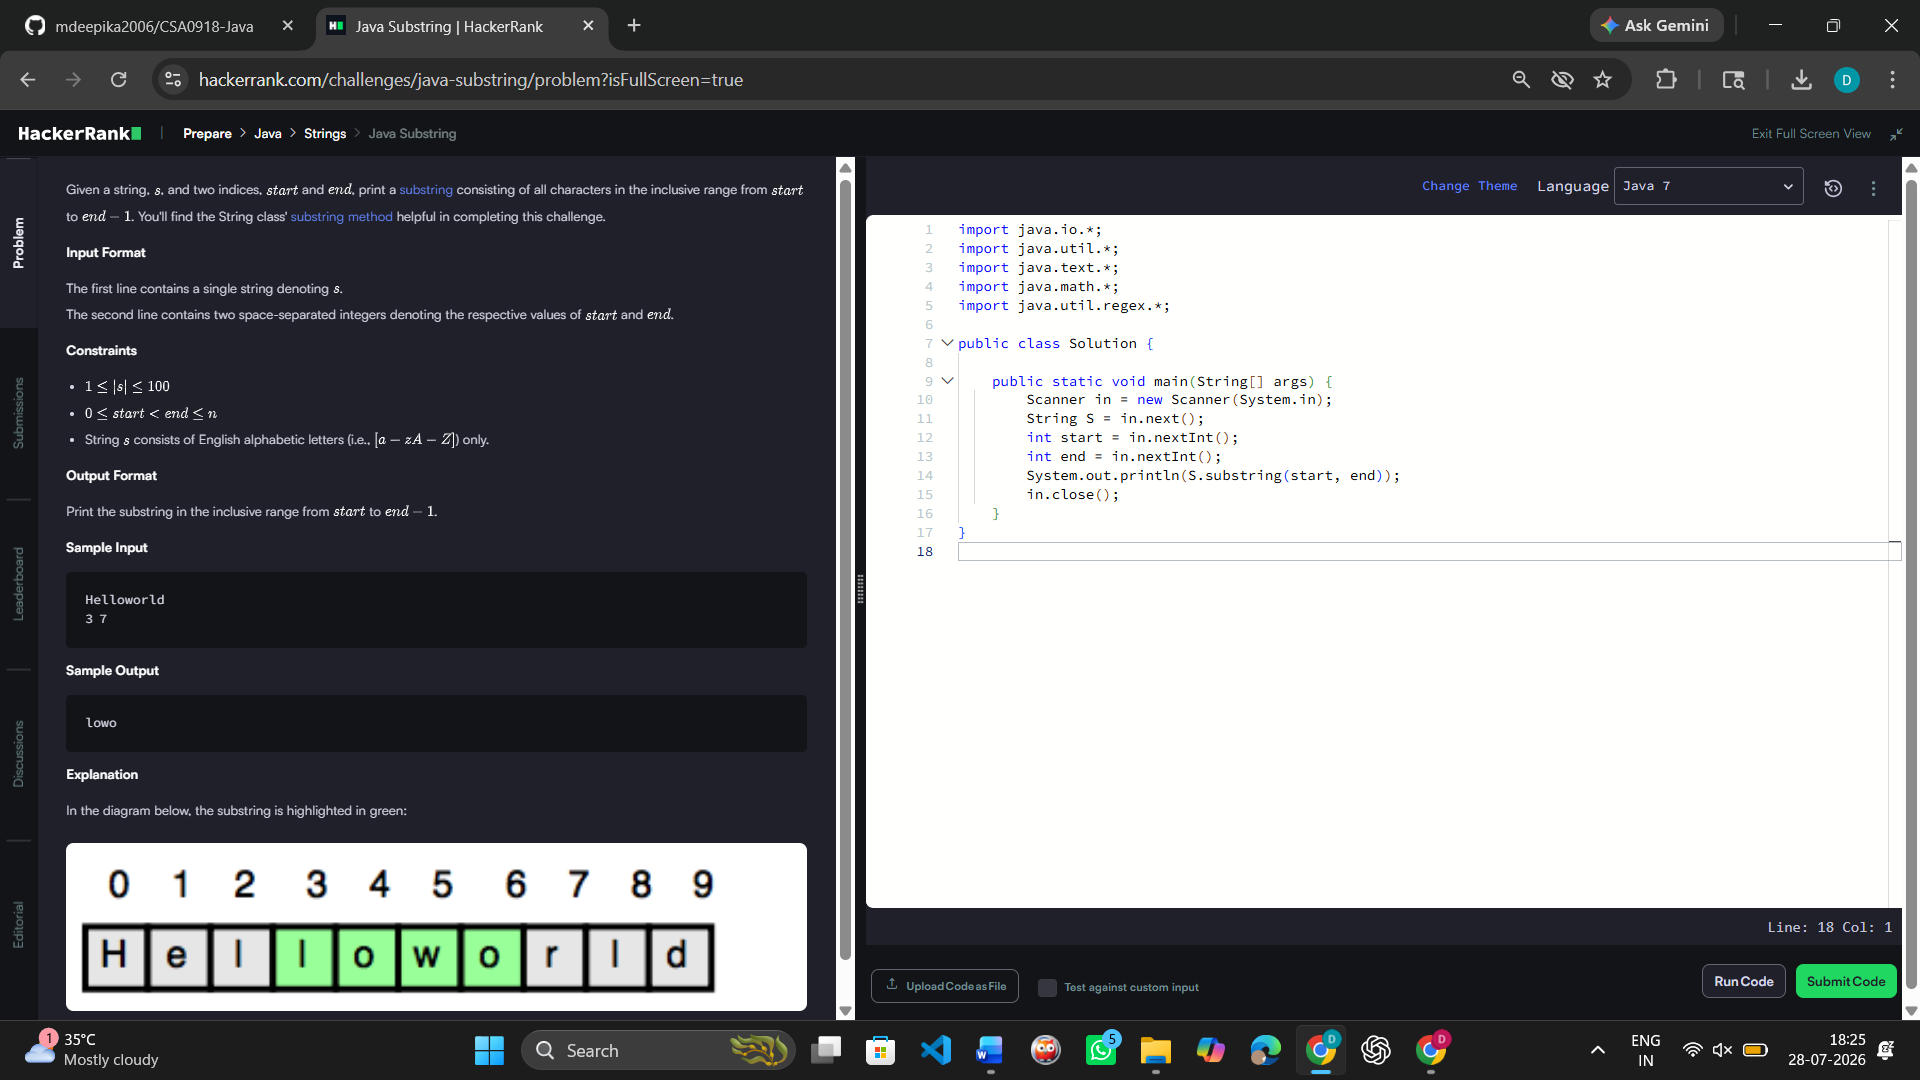 mdeepika2006/CSA0918-Java
Java Substring | HackerRank
Ask Gemini
hackerrank.com/challenges/java-substring/problem?isFullScreen=true
D
HackerRank
Prepare > Java > Strings > Java Substring
Exit Full Screen View
Problem
Submissions
Leaderboard
Discussions
Editorial
Given a string, s, and two indices, start and end, print a substring consisting of all characters in the inclusive range from start
to end − 1. You'll find the String class' substring method helpful in completing this challenge.
Input Format
The first line contains a single string denoting s.
The second line contains two space-separated integers denoting the respective values of start and end.
Constraints
• 1 ≤ |s| ≤ 100
• 0 ≤ start < end ≤ n
• String s consists of English alphabetic letters (i.e., [a − zA − Z]) only.
Output Format
Print the substring in the inclusive range from start to end − 1.
Sample Input
Helloworld
3 7
Sample Output
lowo
Explanation
In the diagram below, the substring is highlighted in green:
0 1 2 3 4 5 6 7 8 9
H e l l o w o r l d
Change Theme Language Java 7
1 import java.io.*;
2 import java.util.*;
3 import java.text.*;
4 import java.math.*;
5 import java.util.regex.*;
6
7 public class Solution {
8
9 public static void main(String[] args) {
10 Scanner in = new Scanner(System.in);
11 String S = in.next();
12 int start = in.nextInt();
13 int end = in.nextInt();
14 System.out.println(S.substring(start, end));
15 in.close();
16 }
17 }
18
Line: 18 Col: 1
Upload Code as File
Test against custom input
Run Code
Submit Code
1
35°C
Mostly cloudy
Search
5
D
D
ENG
IN
18:25
28-07-2026